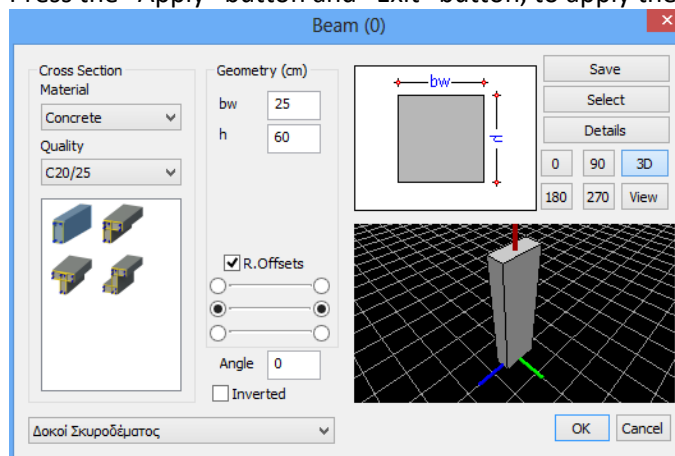 Press the "Apply" button and "Exit" button, to apply the
Beam (0)
Cross Section
Material
Concrete
Quality
C20/25
Geometry (cm)
bw 25
h 60
R.Offsets
Angle 0
Inverted
bw
h
Save
Select
Details
0 90 3D
180 270 View
Δοκοί Σκυροδέματος
OK Cancel